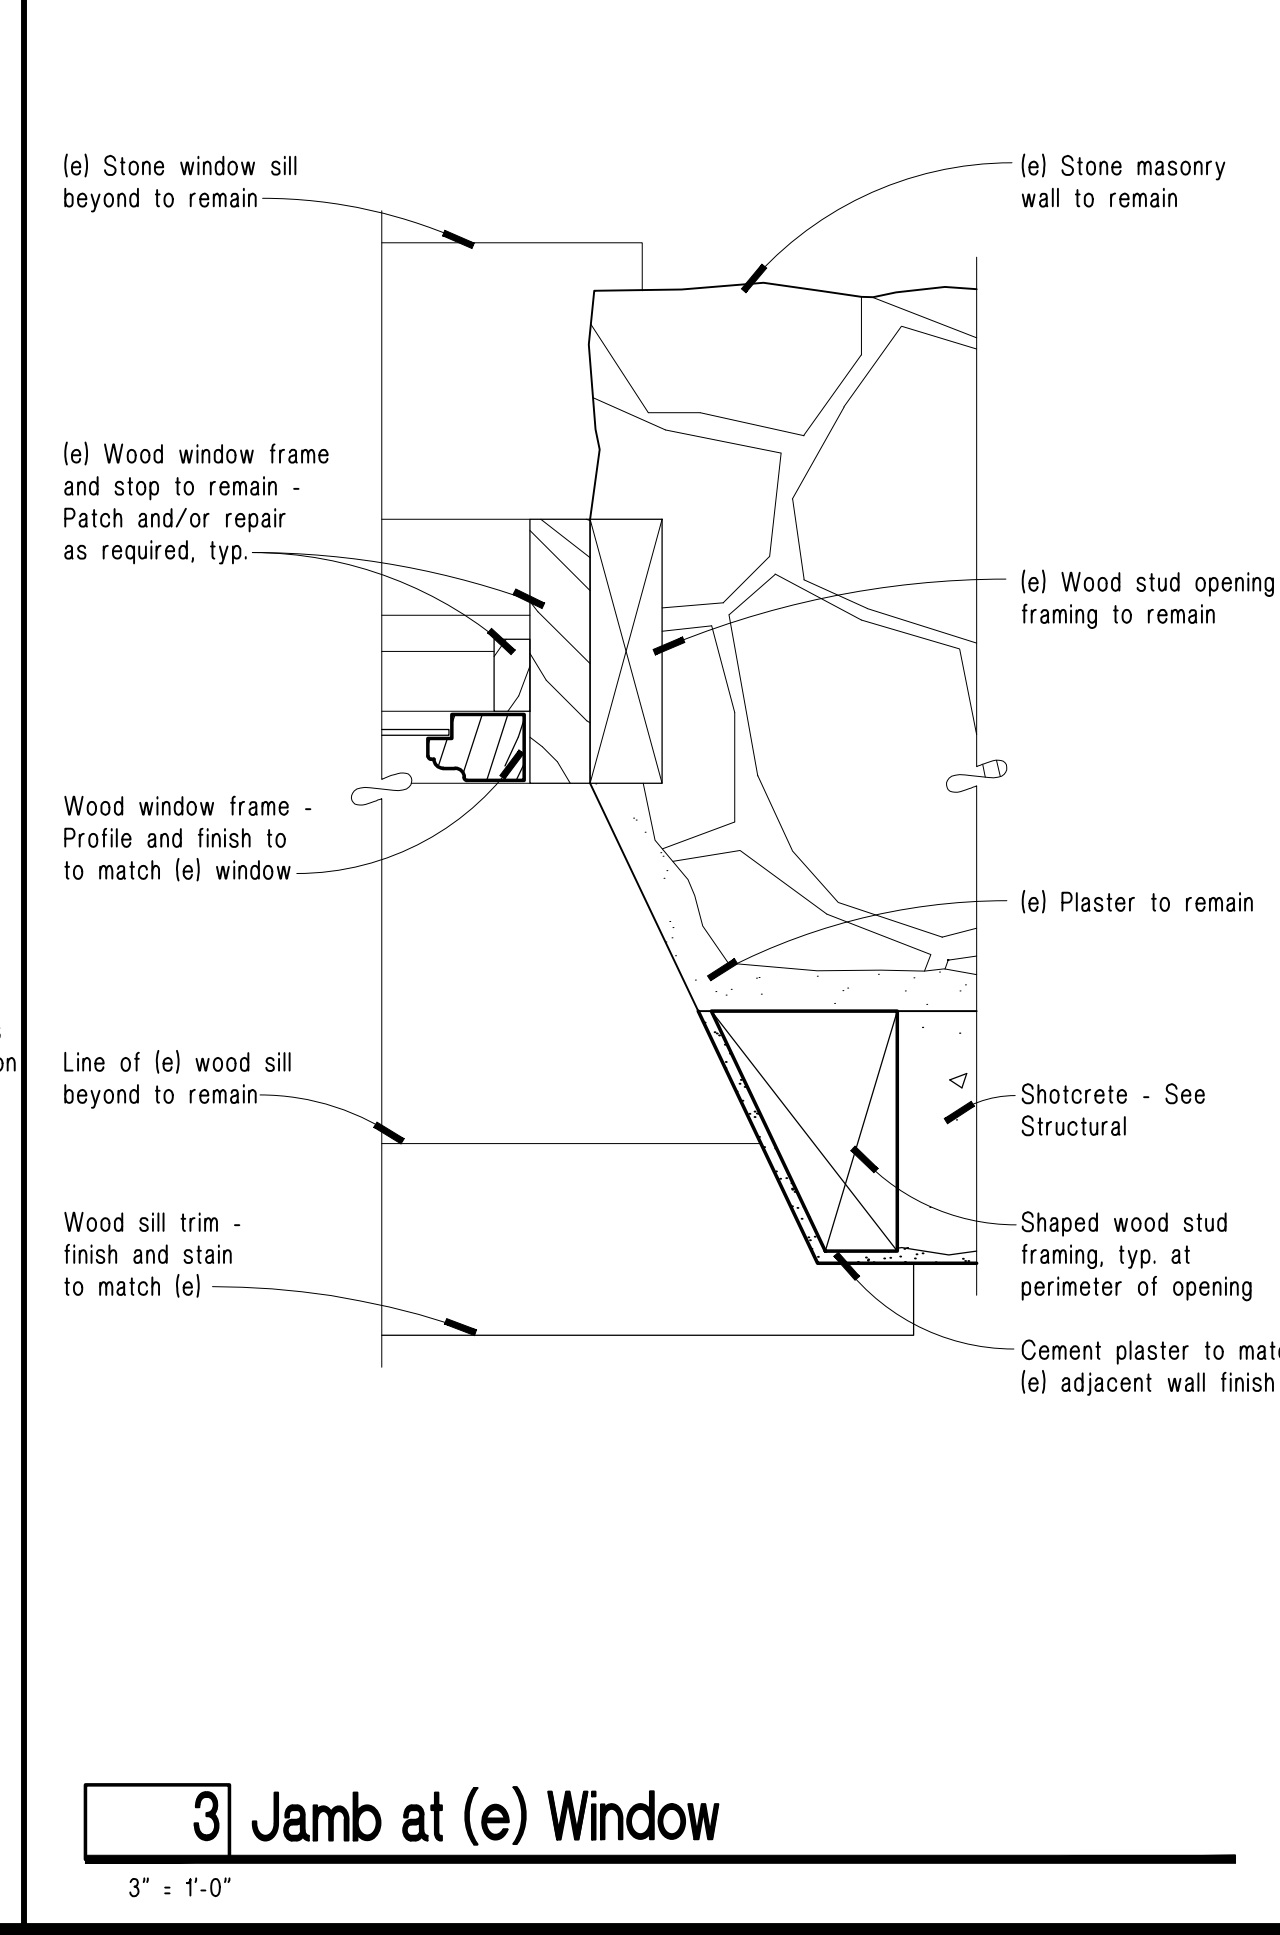 (e) Stone window sill
beyond to remain
(e) Stone masonry
wall to remain
(e) Wood window frame
and stop to remain -
Patch and/or repair
as required, typ.
(e) Wood stud opening
framing to remain
Wood window frame -
Profile and finish to
to match (e) window
(e) Plaster to remain
Line of (e) wood sill
beyond to remain
Shotcrete - See
Structural
Wood sill trim -
finish and stain
to match (e)
Shaped wood stud
framing, typ. at
perimeter of opening
Cement plaster to
(e) adjacent wall finish
3 Jamb at (e) Window
3" = 1'-0"